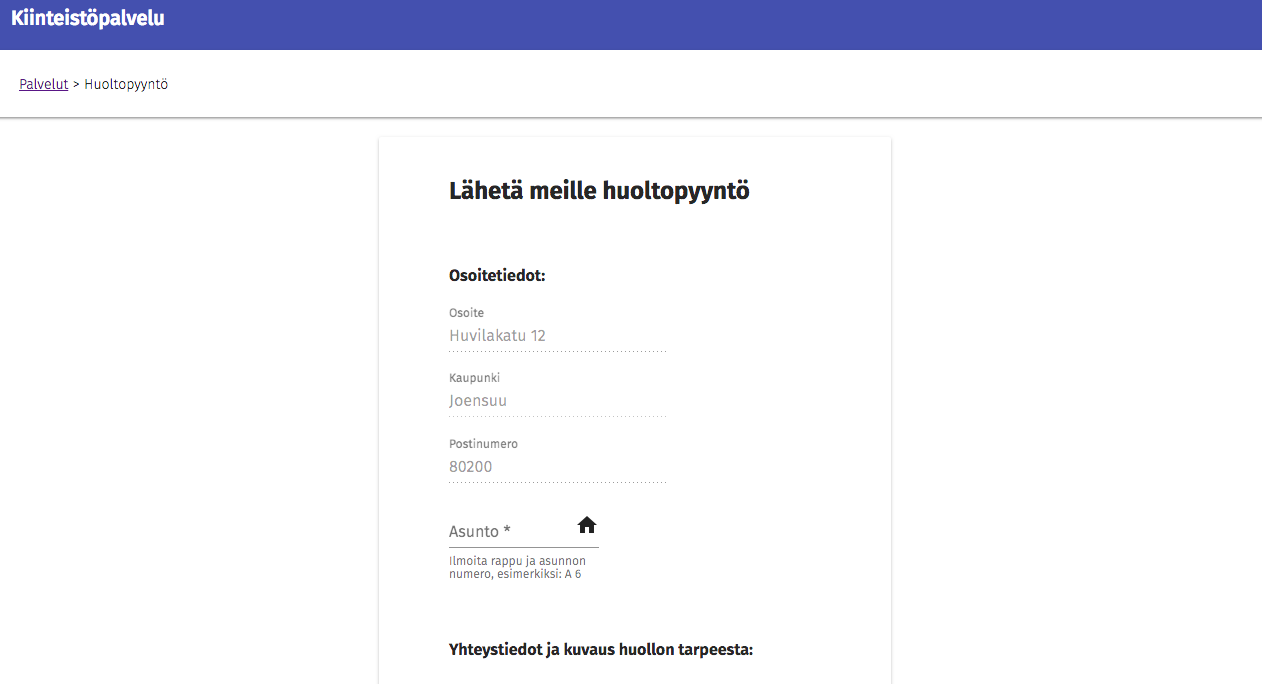 Kiinteistöpalvelu
Palvelut > Huoltopyyntö
Lähetä meille huoltopyyntö
Osoitetiedot:
Osoite
Huvilakatu 12
Kaupunki
Joensuu
Postinumero
80200
Asunto *
Ilmoita rappu ja asunnon
numero, esimerkiksi: A 6
Yhteystiedot ja kuvaus huollon tarpeesta: